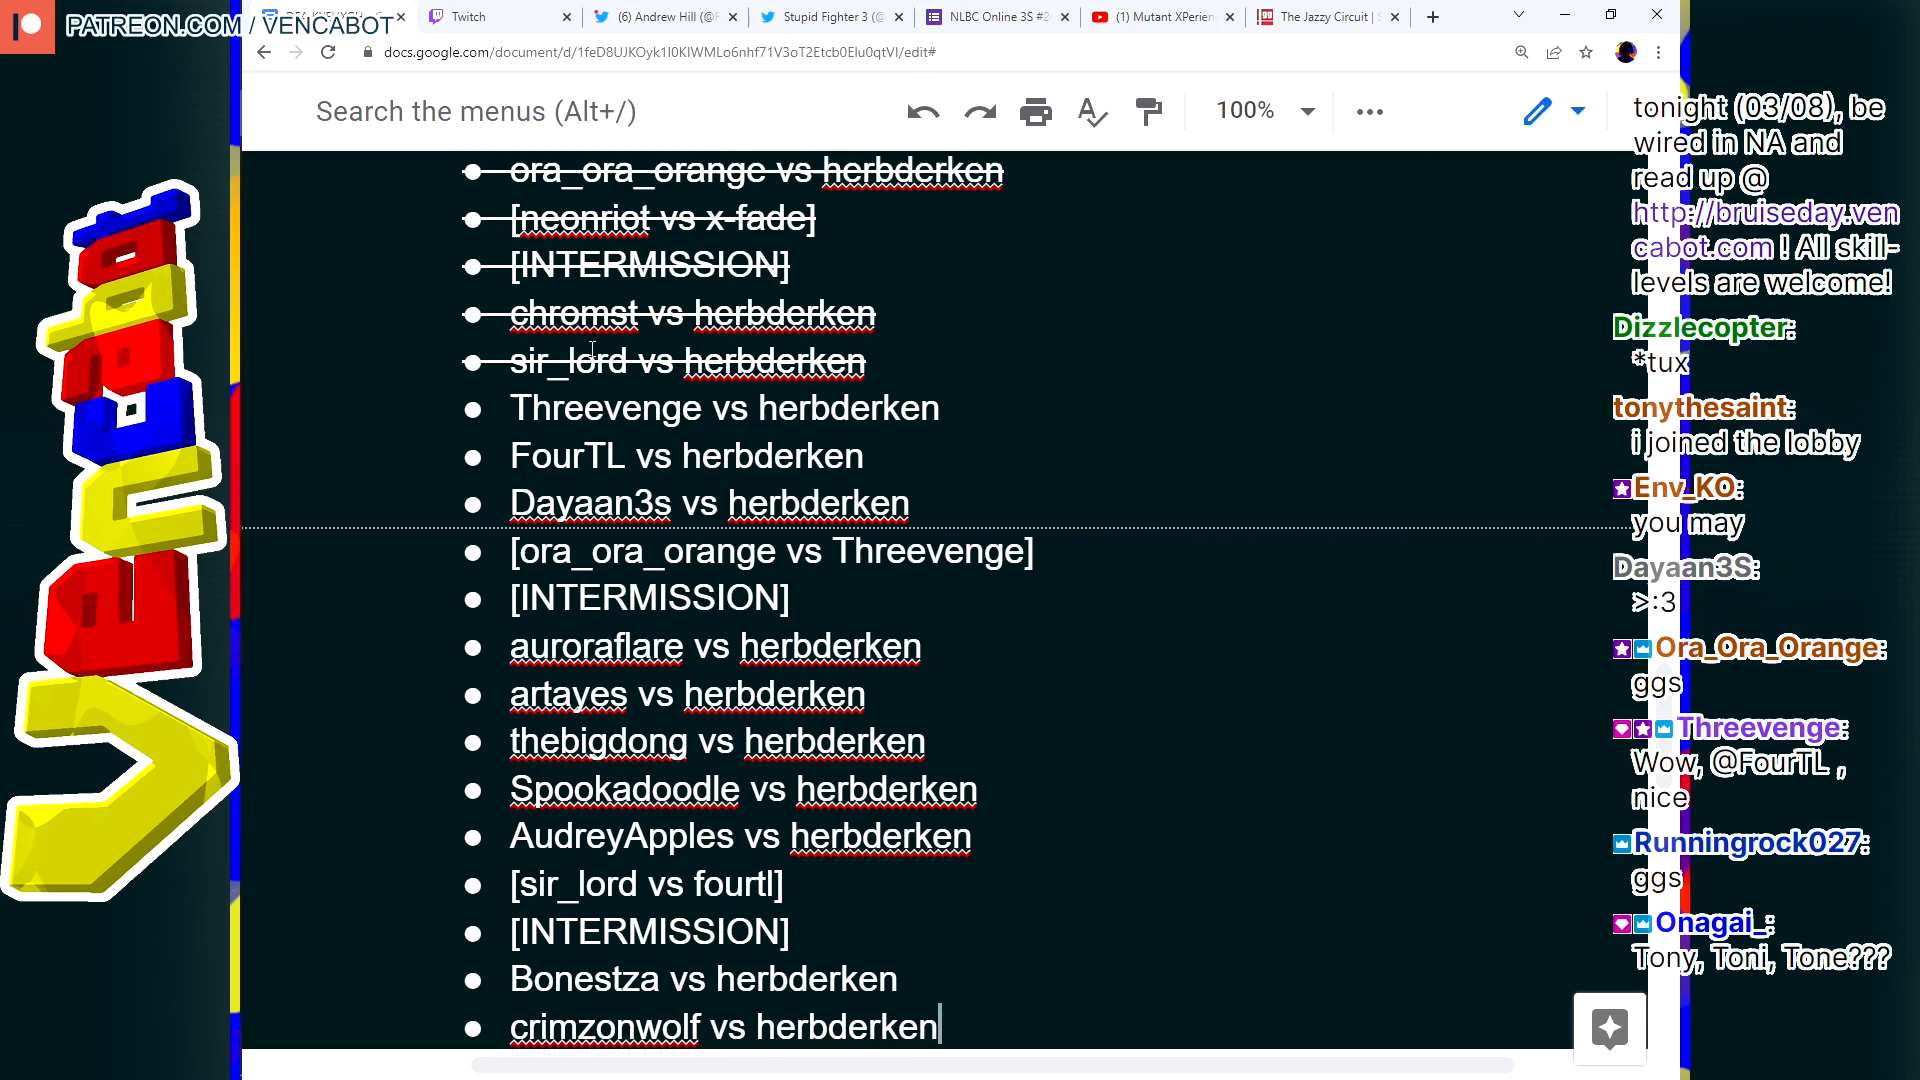 PATREON.COM / VENCABOT
Twitch
(6) Andrew Hill (@F
Stupid Fighter 3 (@
NLBC Online 3S #2
(1) Mutant XPerien
The Jazzy Circuit | S
docs.google.com/document/d/1feD8UJKOyk1I0KIWMLo6nhf71V3oT2Etcb0Elu0qtVI/edit#
Search the menus (Alt+/)
100%
ora_ora_orange vs herbderken
[neonriot vs x-fade]
[INTERMISSION]
chromst vs herbderken
sir_lord vs herbderken
Threevenge vs herbderken
FourTL vs herbderken
Dayaan3s vs herbderken
[ora_ora_orange vs Threevenge]
[INTERMISSION]
auroraflare vs herbderken
artayes vs herbderken
thebigdong vs herbderken
Spookadoodle vs herbderken
AudreyApples vs herbderken
[sir_lord vs fourtl]
[INTERMISSION]
Bonestza vs herbderken
crimzonwolf vs herbderken
Vencabot
tonight (03/08), be
wired in NA and
read up @
http://bruiseday.ven
cabot.com ! All skill-
levels are welcome!
Dizzlecopter:
*tux
tonythesaint:
i joined the lobby
Env_KO:
you may
Dayaan3S:
>:3
Ora_Ora_Orange:
ggs
Threevenge:
Wow, @FourTL ,
nice
Runningrock027:
ggs
Onagai_:
Tony, Toni, Tone???